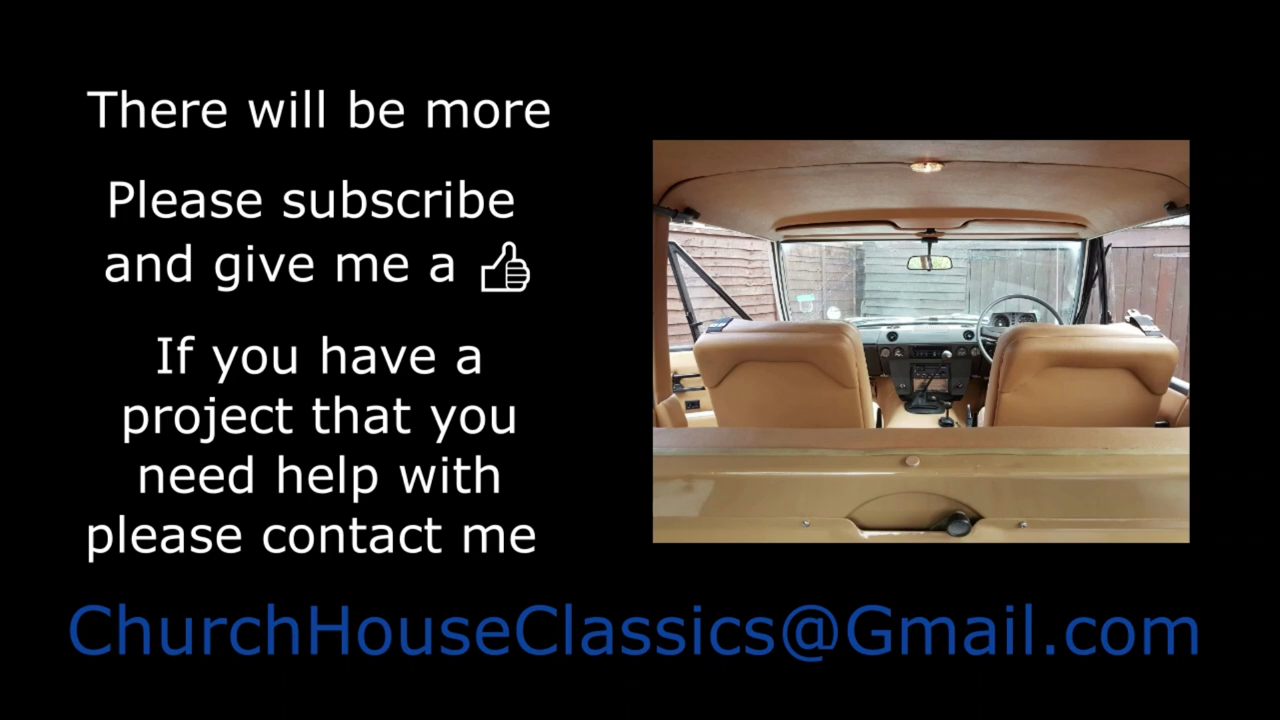 There will be more
Please subscribe
and give me a
If you have a
project that you
need help with
please contact me
ChurchHouseClassics@Gmail.com